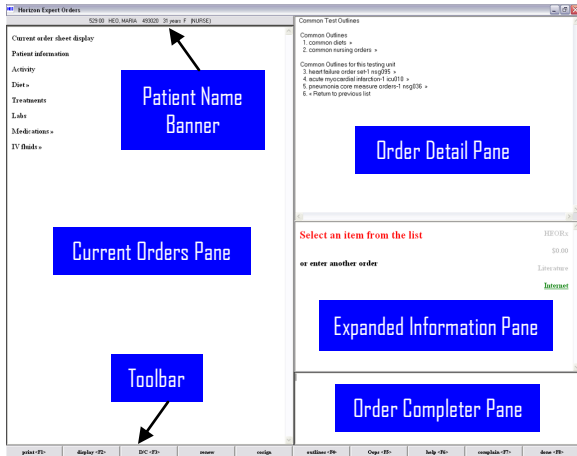 Horizon Expert Orders
529-00 HEO, MARIA 493020 31 years F (NURSE)
Current order sheet display
Patient information
Activity
Diet »
Treatments
Labs
Medications »
IV fluids »
Patient Name
Banner
Current Orders Pane
Toolbar
Common Test Outlines
Common Outlines
1. common diets »
2. common nursing orders »
Common Outlines for this testing unit
3. heart failure order set-1 nsg095 »
4. acute myocardial infarction-1 icu010 »
5. pneumonia core measure orders-1 nsg036 »
6. < Return to previous list
Order Detail Pane
Select an item from the list
or enter another order
HEORx
$0.00
Literature
Internet
Expanded Information Pane
Order Completer Pane
print <F1> display <F2> D/C <F3> renew cosign outlines <F4> Oops <F5> help <F6> complain <F7> done <F8>